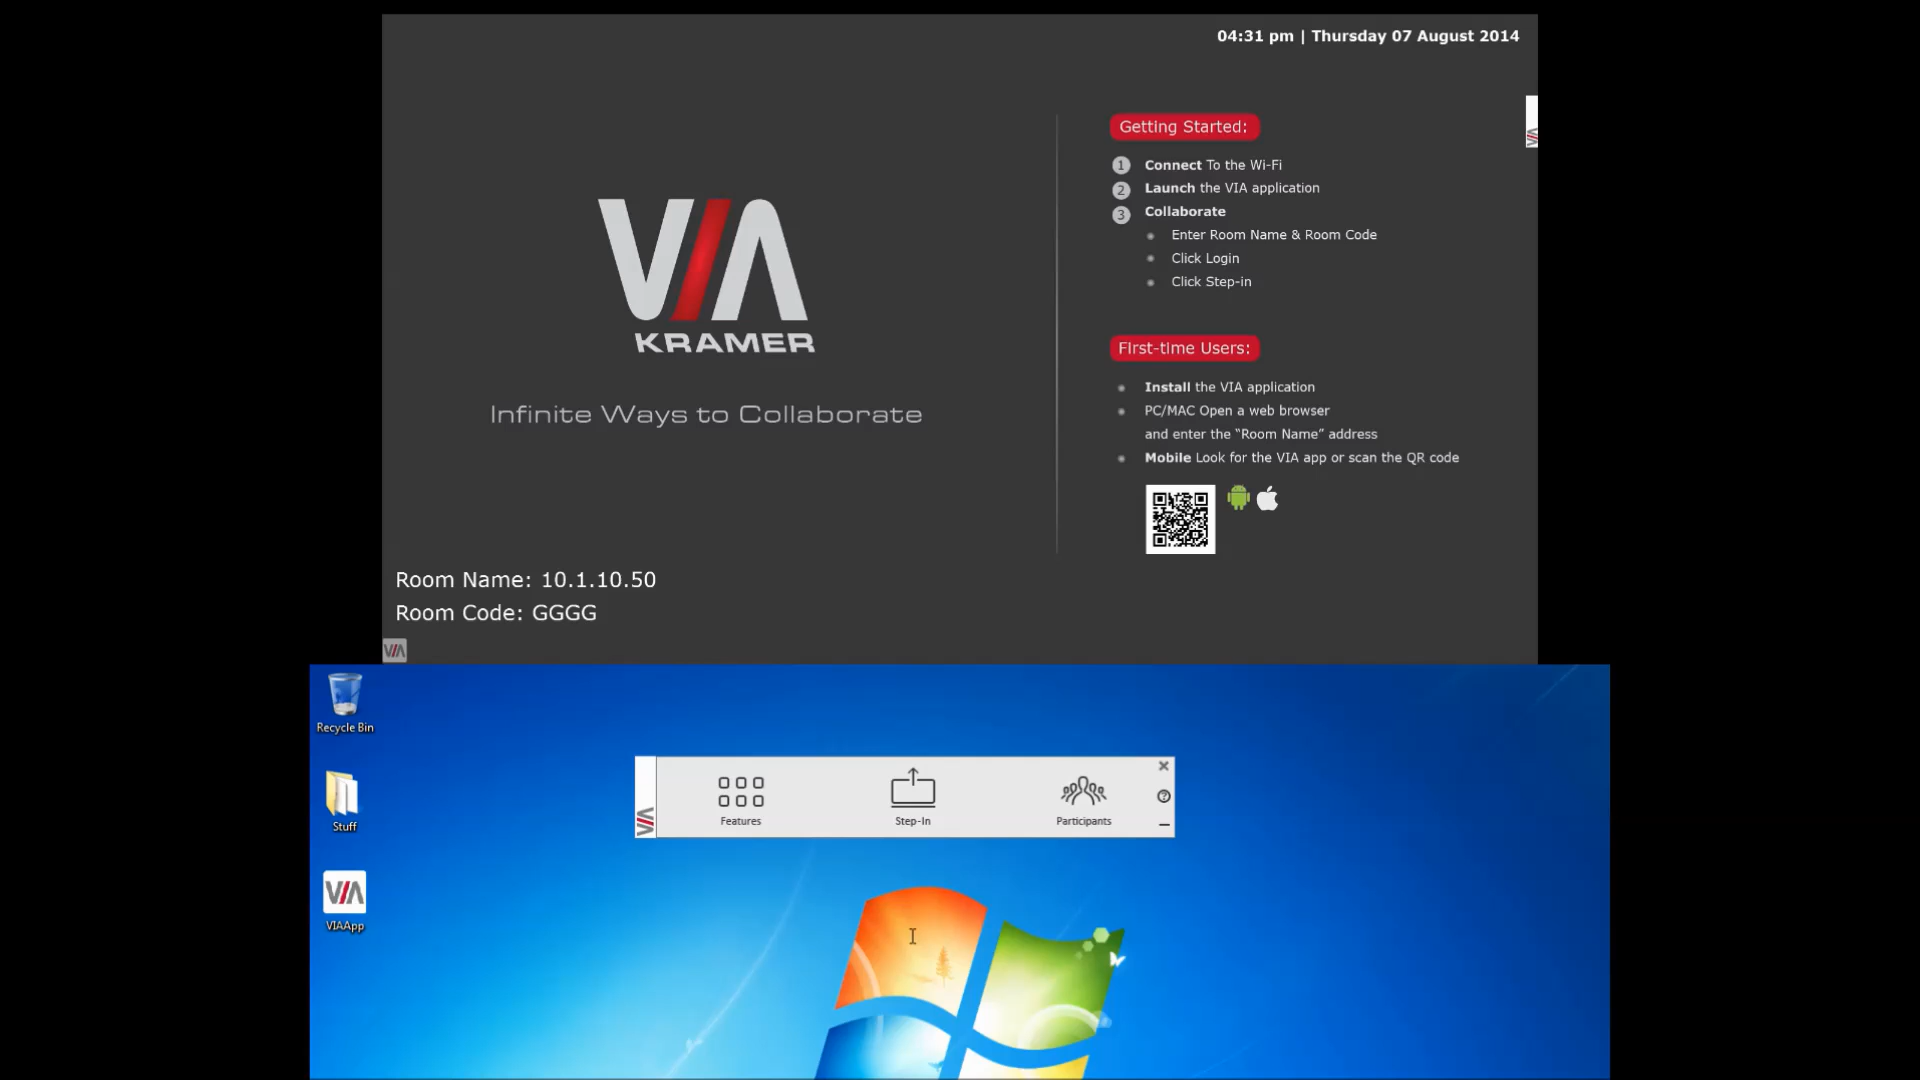 04:31 pm | Thursday 07 August 2014
VIA
KRAMER
Infinite Ways to Collaborate
Getting Started:
1 Connect To the Wi-Fi
2 Launch the VIA application
3 Collaborate
Enter Room Name & Room Code
Click Login
Click Step-in
First-time Users:
Install the VIA application
PC/MAC Open a web browser
and enter the “Room Name” address
Mobile Look for the VIA app or scan the QR code
Room Name: 10.1.10.50
Room Code: GGGG
VIA
Recycle Bin
Stuff
VIA
VIAApp
VIA
Features
Step-In
Participants